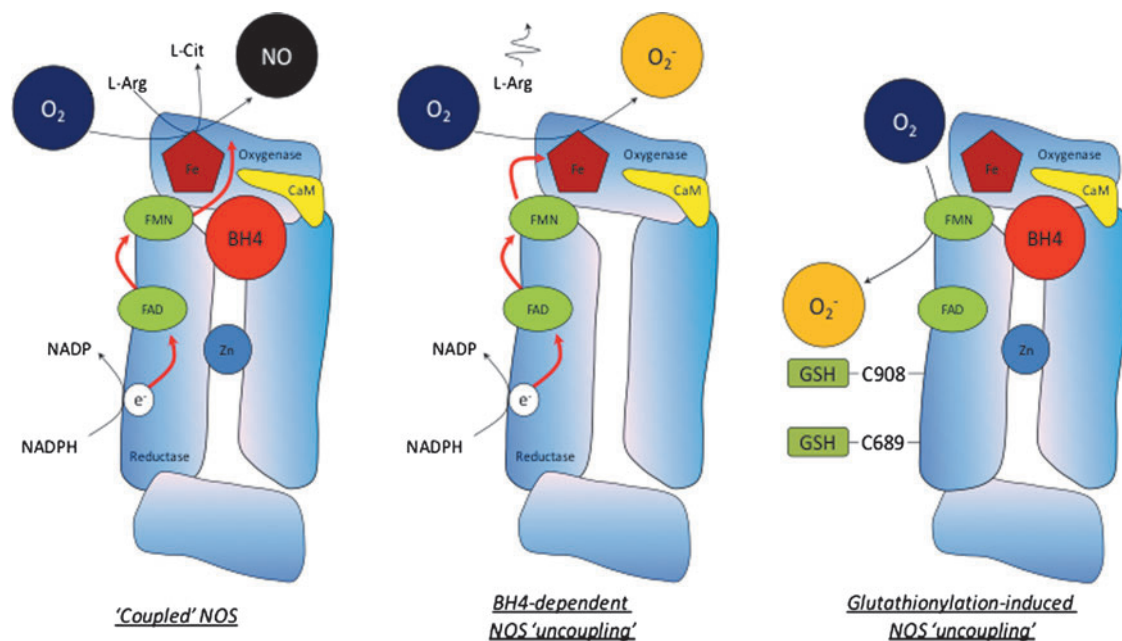 NO
L-Cit
L-Arg
O2
Oxygenase
Fe
CaM
FMN
BH4
FAD
Zn
NADP
e-
NADPH
Reductase
'Coupled' NOS
O2-
L-Arg
O2
Oxygenase
Fe
CaM
FMN
FAD
NADP
e-
NADPH
Reductase
BH4-dependent
NOS 'uncoupling'
O2
Oxygenase
Fe
CaM
FMN
BH4
O2-
FAD
Zn
GSH C908
GSH C689
Glutathionylation-induced
NOS 'uncoupling'